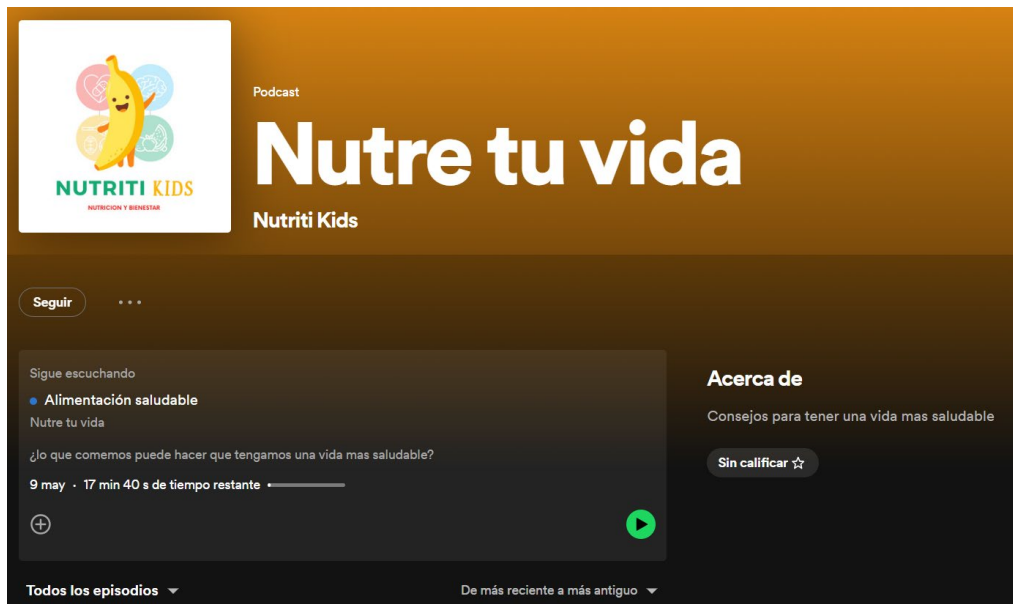 NUTRITI KIDS
NUTRICION Y BIENESTAR
Podcast
Nutre tu vida
Nutriti Kids
Seguir
Sigue escuchando
Alimentación saludable
Nutre tu vida
¿lo que comemos puede hacer que tengamos una vida mas saludable?
9 may · 17 min 40 s de tiempo restante
Acerca de
Consejos para tener una vida mas saludable
Sin calificar
Todos los episodios
De más reciente a más antiguo